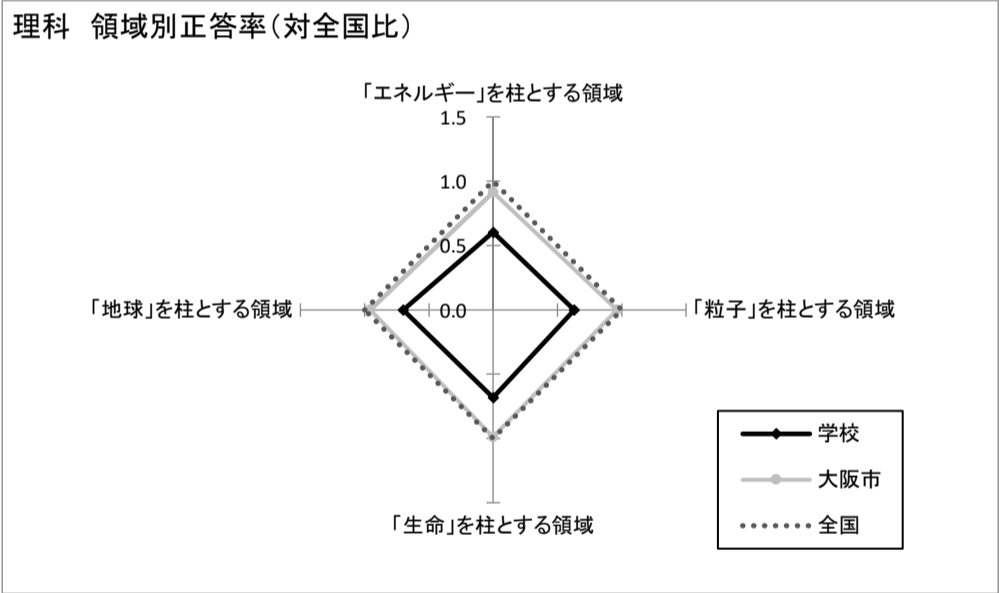 理科　領域別正答率（対全国比）
「エネルギー」を柱とする領域
1.5
1.0
0.5
0.0
「地球」を柱とする領域
「粒子」を柱とする領域
「生命」を柱とする領域
学校
大阪市
全国